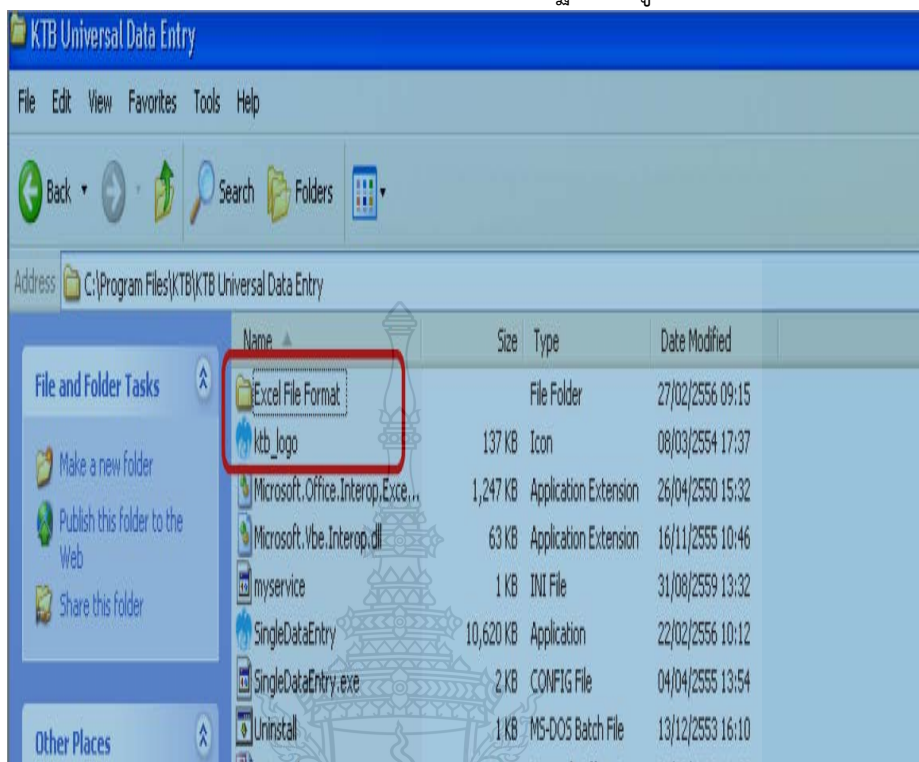 KTB Universal Data Entry
File Edit View Favorites Tools Help
Back Search Folders
Address C:\Program Files\KTB\KTB Universal Data Entry
Name Size Type Date Modified
File and Folder Tasks
Make a new folder
Publish this folder to the
Web
Share this folder
Other Places
Excel File Format File Folder 27/02/2556 09:15
ktb_logo 137 KB Icon 08/03/2554 17:37
Microsoft.Office.Interop.Exce... 1,247 KB Application Extension 26/04/2550 15:32
Microsoft.Vbe.Interop.dll 63 KB Application Extension 16/11/2555 10:46
myservice 1 KB INI File 31/08/2559 13:32
SingleDataEntry 10,620 KB Application 22/02/2556 10:12
SingleDataEntry.exe 2 KB CONFIG File 04/04/2555 13:54
Uninstall 1 KB MS-DOS Batch File 13/12/2553 16:10